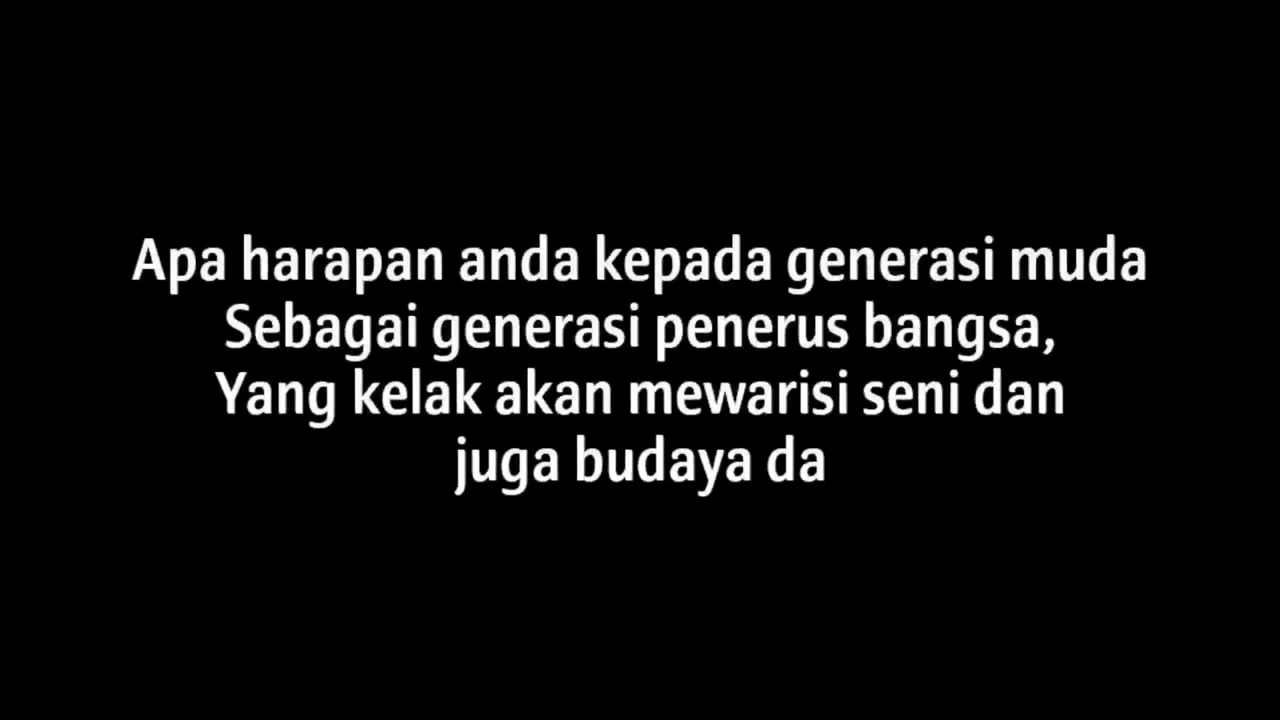 Apa harapan anda kepada generasi muda
Sebagai generasi penerus bangsa,
Yang kelak akan mewarisi seni dan
juga budaya da